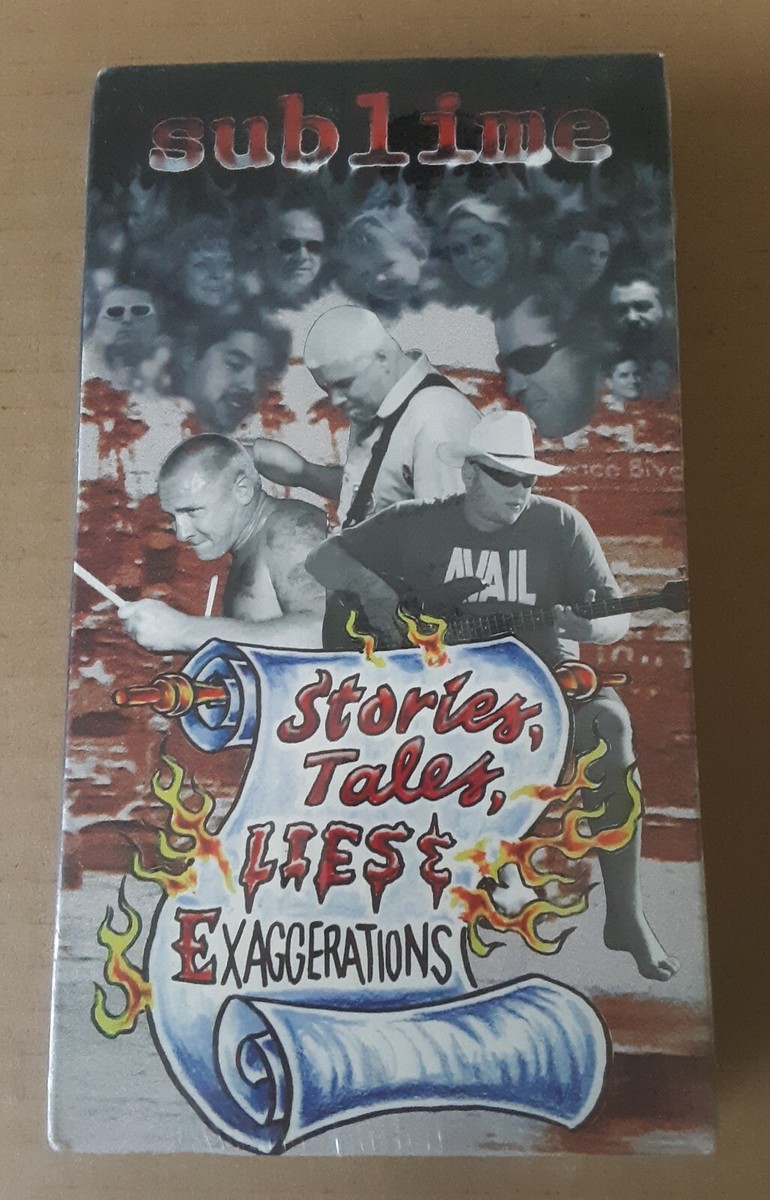 sublime
AVAIL
Stories,
Tales,
LIES &
EXAGGERATIONS